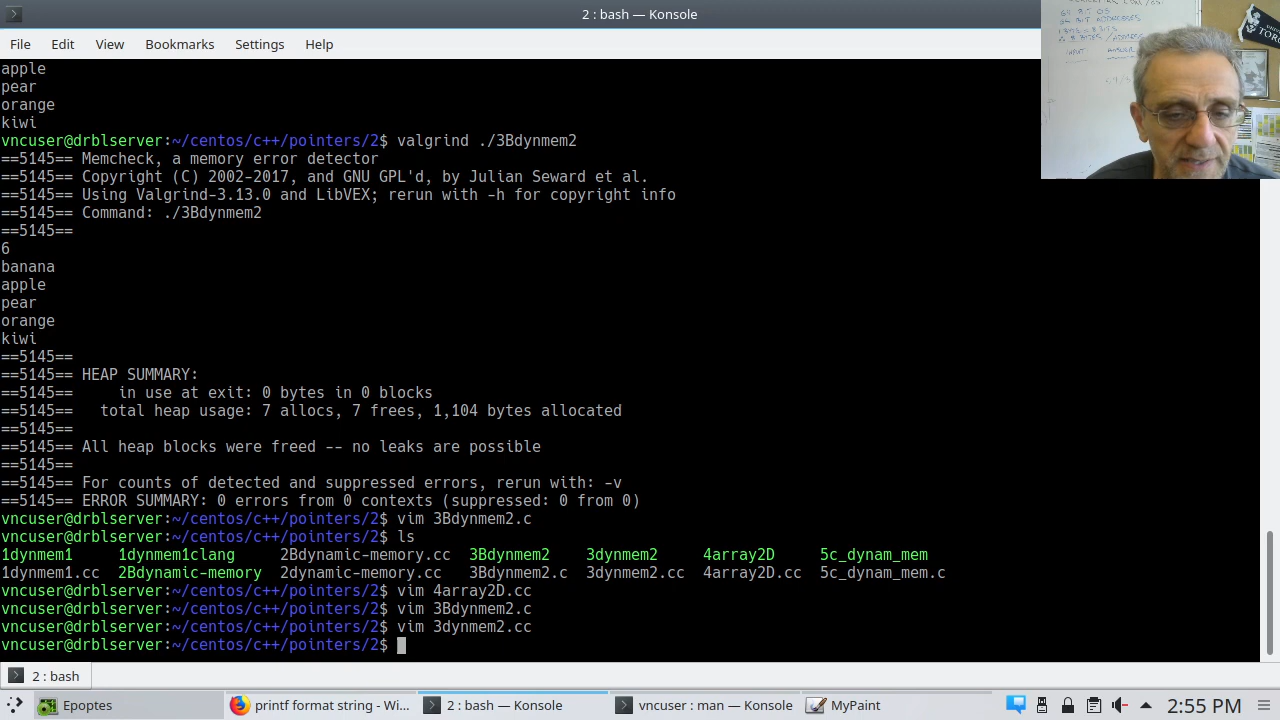 2 : bash — Konsole
File Edit View Bookmarks Settings Help
apple
pear
orange
kiwi
vncuser@drblserver:~/centos/c++/pointers/2$ valgrind ./3Bdynmem2
==5145== Memcheck, a memory error detector
==5145== Copyright (C) 2002-2017, and GNU GPL'd, by Julian Seward et al.
==5145== Using Valgrind-3.13.0 and LibVEX; rerun with -h for copyright info
==5145== Command: ./3Bdynmem2
==5145==
6
banana
apple
pear
orange
kiwi
==5145==
==5145== HEAP SUMMARY:
==5145==     in use at exit: 0 bytes in 0 blocks
==5145==   total heap usage: 7 allocs, 7 frees, 1,104 bytes allocated
==5145==
==5145== All heap blocks were freed -- no leaks are possible
==5145==
==5145== For counts of detected and suppressed errors, rerun with: -v
==5145== ERROR SUMMARY: 0 errors from 0 contexts (suppressed: 0 from 0)
vncuser@drblserver:~/centos/c++/pointers/2$ vim 3Bdynmem2.c
vncuser@drblserver:~/centos/c++/pointers/2$ ls
1dynmem1     1dynmem1clang     2Bdynamic-memory.cc  3Bdynmem2    3dynmem2     4array2D     5c_dynam_mem
1dynmem1.cc  2Bdynamic-memory  2dynamic-memory.cc   3Bdynmem2.c  3dynmem2.cc  4array2D.cc  5c_dynam_mem.c
vncuser@drblserver:~/centos/c++/pointers/2$ vim 4array2D.cc
vncuser@drblserver:~/centos/c++/pointers/2$ vim 3Bdynmem2.c
vncuser@drblserver:~/centos/c++/pointers/2$ vim 3dynmem2.cc
vncuser@drblserver:~/centos/c++/pointers/2$
2 : bash
Epoptes printf format string - Wi... 2 : bash — Konsole vncuser : man — Konsole MyPaint 2:55 PM